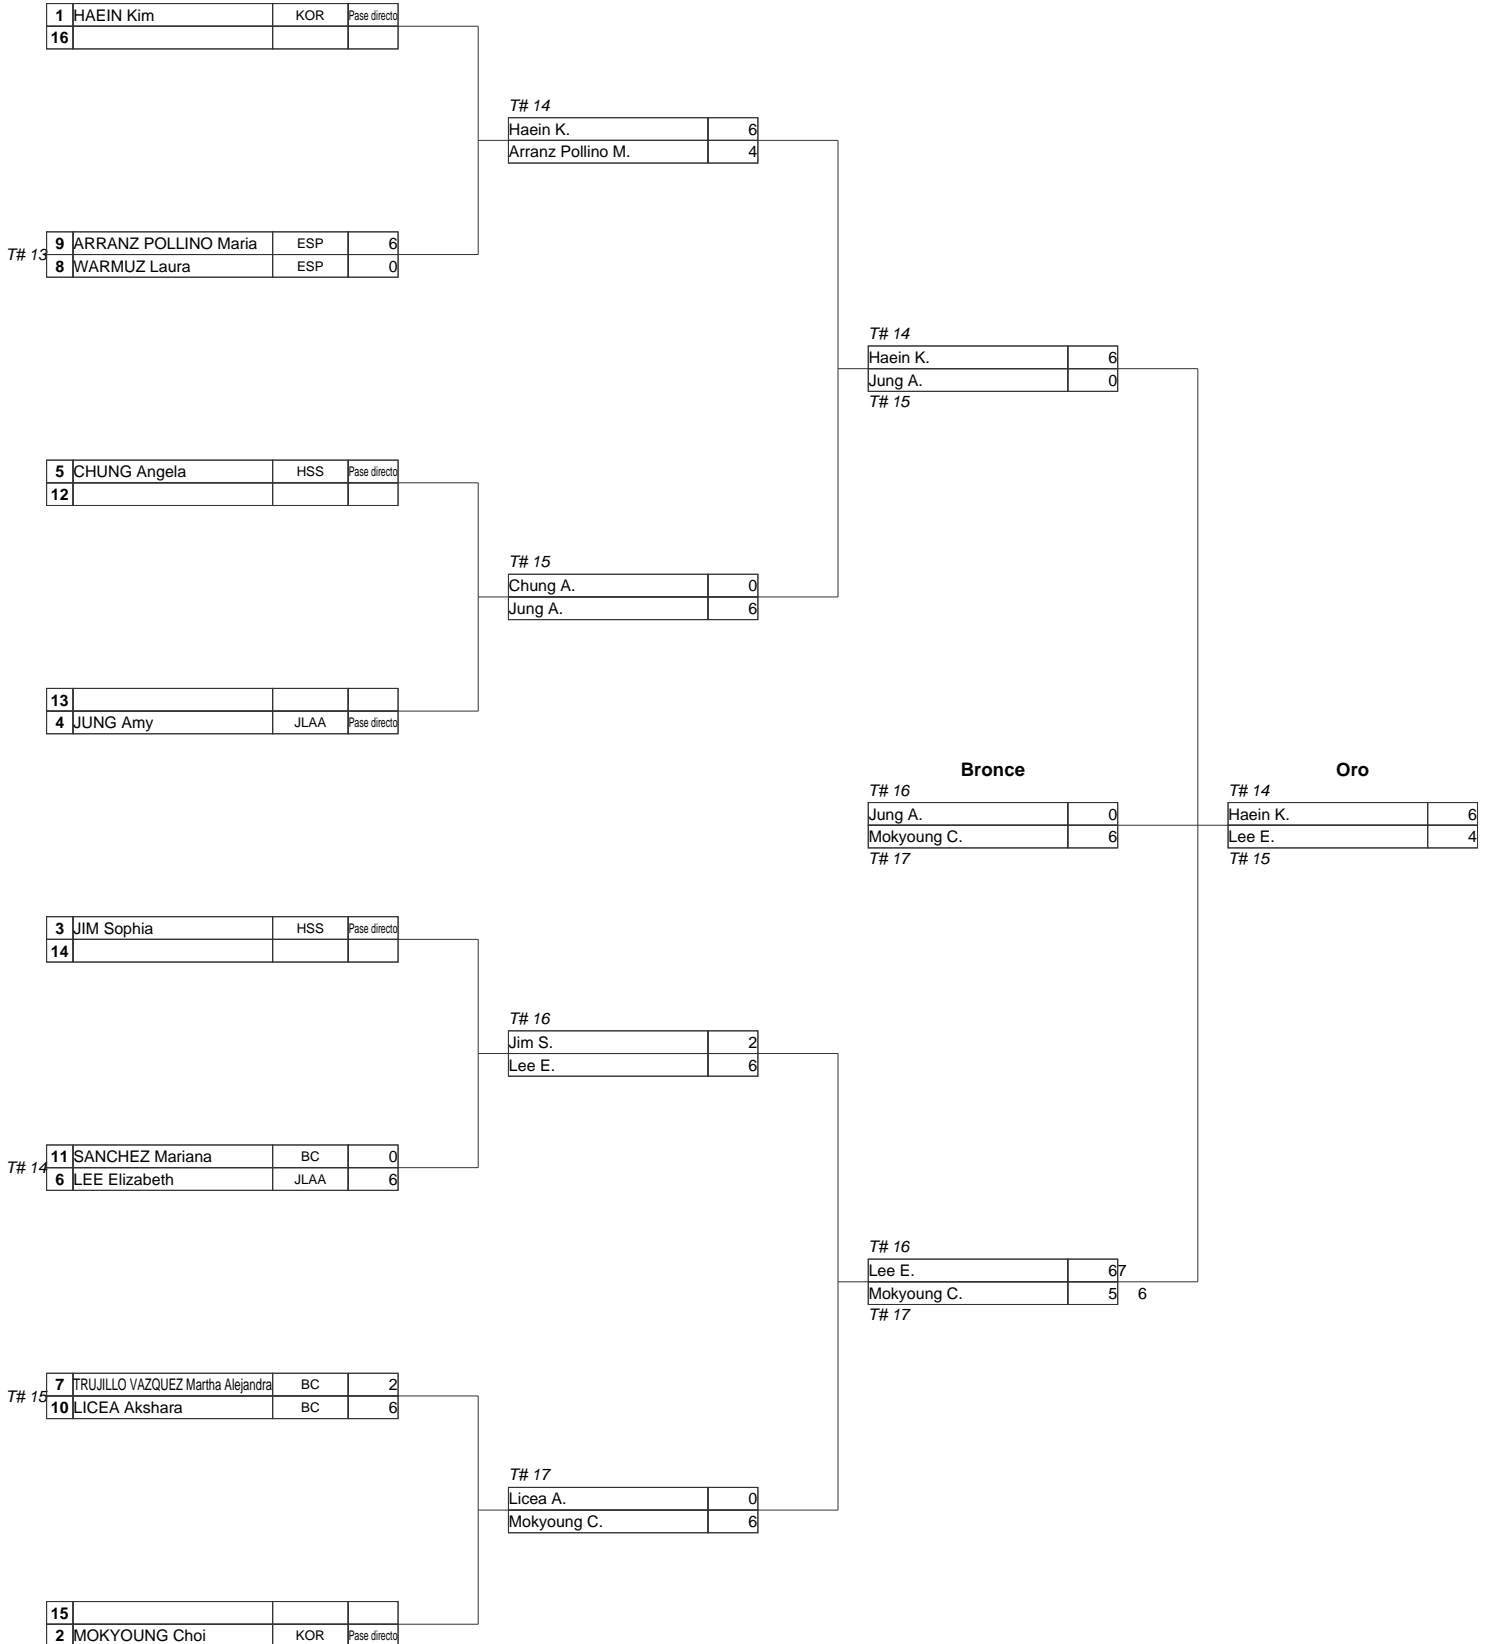 1 HAEIN Kim KOR Pase directo
16
T# 14
Haein K. 6
Arranz Pollino M. 4
T# 13
9 ARRANZ POLLINO Maria ESP 6
8 WARMUZ Laura ESP 0
T# 14
Haein K. 6
Jung A. 0
T# 15
5 CHUNG Angela HSS Pase directo
12
T# 15
Chung A. 0
Jung A. 6
13
4 JUNG Amy JLAA Pase directo
Bronce
T# 16
Jung A. 0
Mokyoung C. 6
T# 17
Oro
T# 14
Haein K. 6
Lee E. 4
T# 15
3 JIM Sophia HSS Pase directo
14
T# 16
Jim S. 2
Lee E. 6
T# 14
11 SANCHEZ Mariana BC 0
6 LEE Elizabeth JLAA 6
T# 16
Lee E. 6 7
Mokyoung C. 5 6
T# 17
T# 15
7 TRUJILLO VAZQUEZ Martha Alejandra BC 2
10 LICEA Akshara BC 6
T# 17
Licea A. 0
Mokyoung C. 6
15
2 MOKYOUNG Choi KOR Pase directo